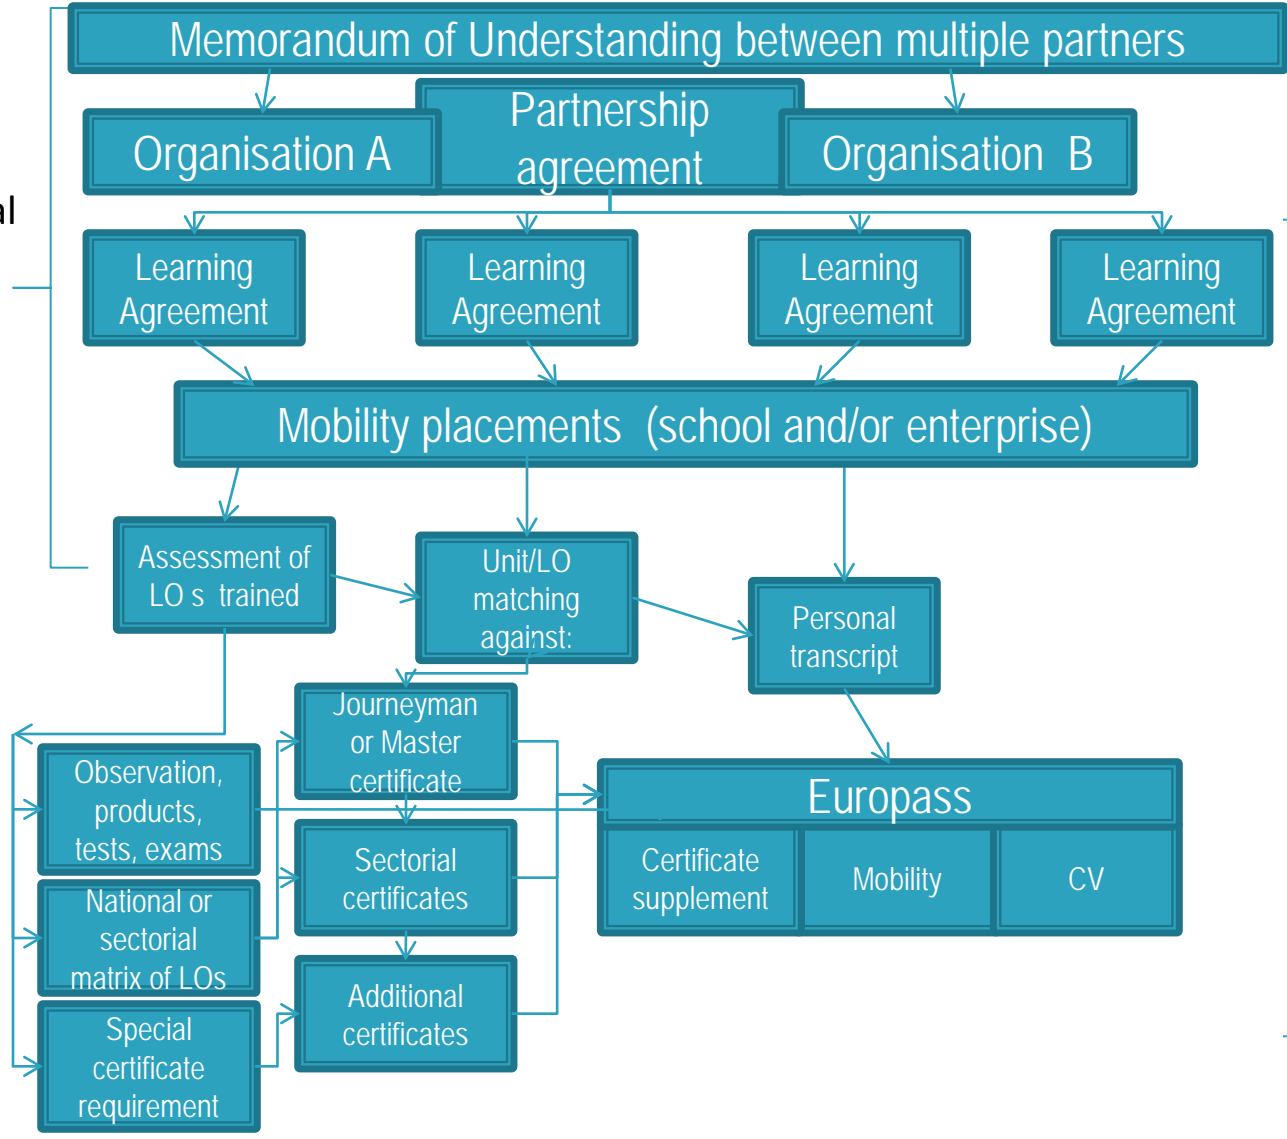 Memorandum of Understanding between multiple partners
Partnership
agreement
Organisation A
Organisation B
al
Learning
Agreement
Learning
Agreement
Learning
Agreement
Learning
Agreement
Mobility placements (school and/or enterprise)
Assessment of
LO s trained
Unit/LO
matching
against:
Personal
transcript
Journeyman
or Master
certificate
Observation,
products,
tests, exams
Europass
Sectorial
certificates
Certificate
supplement
Mobility
CV
National or
sectorial
matrix of LOs
Additional
certificates
Special
certificate
requirement